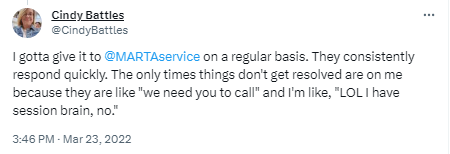 Cindy Battles
@CindyBattles
I gotta give it to @MARTAservice on a regular basis. They consistently
respond quickly. The only times things don't get resolved are on me
because they are like "we need you to call" and I'm like, "LOL I have
session brain, no."
3:46 PM · Mar 23, 2022